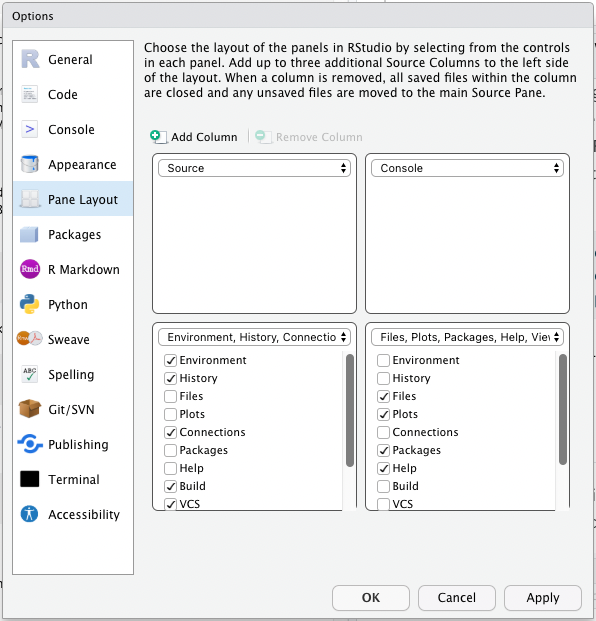 Options
General
Code
Console
Appearance
Pane Layout
Packages
R Markdown
Python
Sweave
Spelling
Git/SVN
Publishing
Terminal
Accessibility
Choose the layout of the panels in RStudio by selecting from the controls
in each panel. Add up to three additional Source Columns to the left side
of the layout. When a column is removed, all saved files within the column
are closed and any unsaved files are moved to the main Source Pane.
Add Column
Remove Column
Source
Console
Environment, History, Connectio
Environment
History
Files
Plots
Connections
Packages
Help
Build
VCS
Files, Plots, Packages, Help, View
Environment
History
Files
Plots
Connections
Packages
Help
Build
VCS
OK
Cancel
Apply